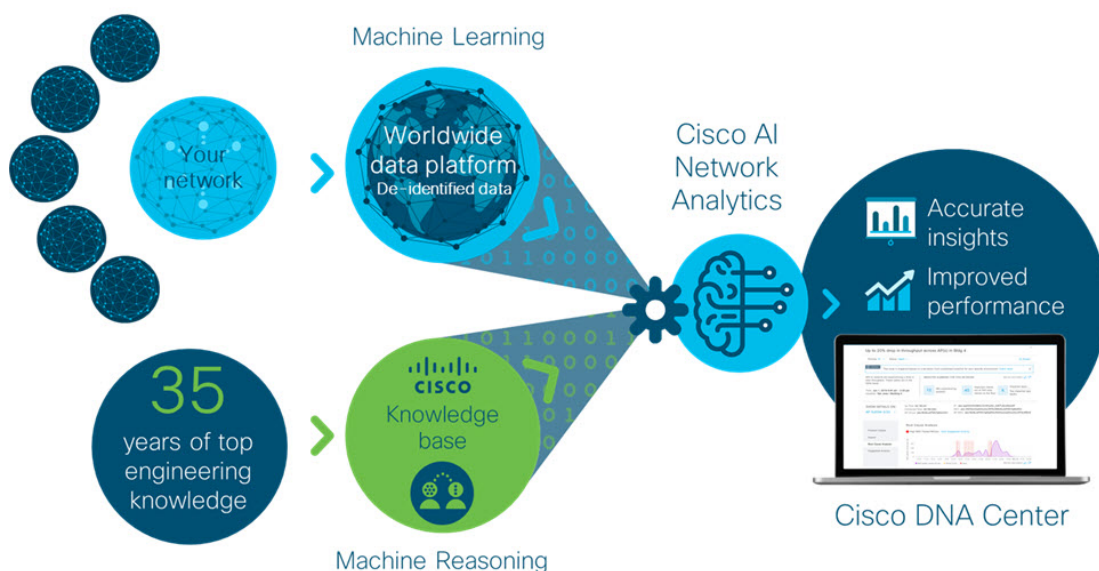 Machine Learning
Your
network
Worldwide
data platform
De-identified data
Cisco AI
Network
Analytics
Accurate
insights
Improved
performance
35
years of top
engineering
knowledge
CISCO
Knowledge
base
Machine Reasoning
Cisco DNA Center